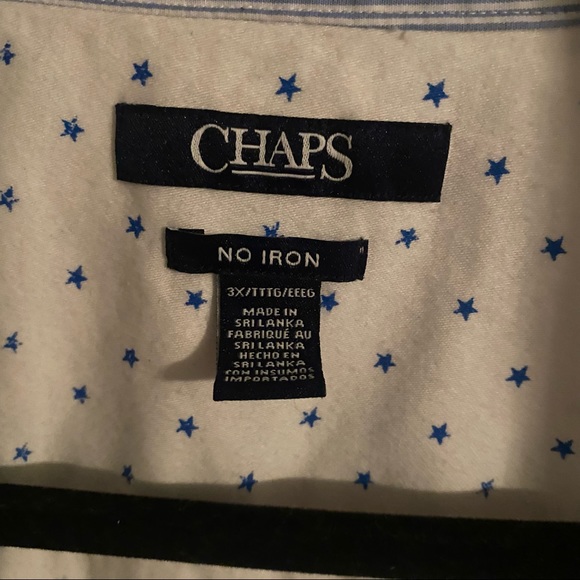 CHAPS
NO IRON
3X/TTTG/EEEG
MADE IN
SRI LANKA
FABRIQUÉ AU
SRI LANKA
HECHO EN
SRI LANKA
CON INSUMOS
IMPORTADOS